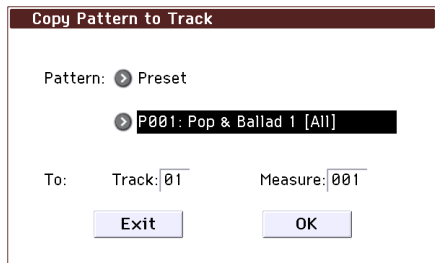 Copy Pattern to Track
Pattern: Preset
P001: Pop & Ballad 1 [All]
To: Track: 01 Measure: 001
Exit OK